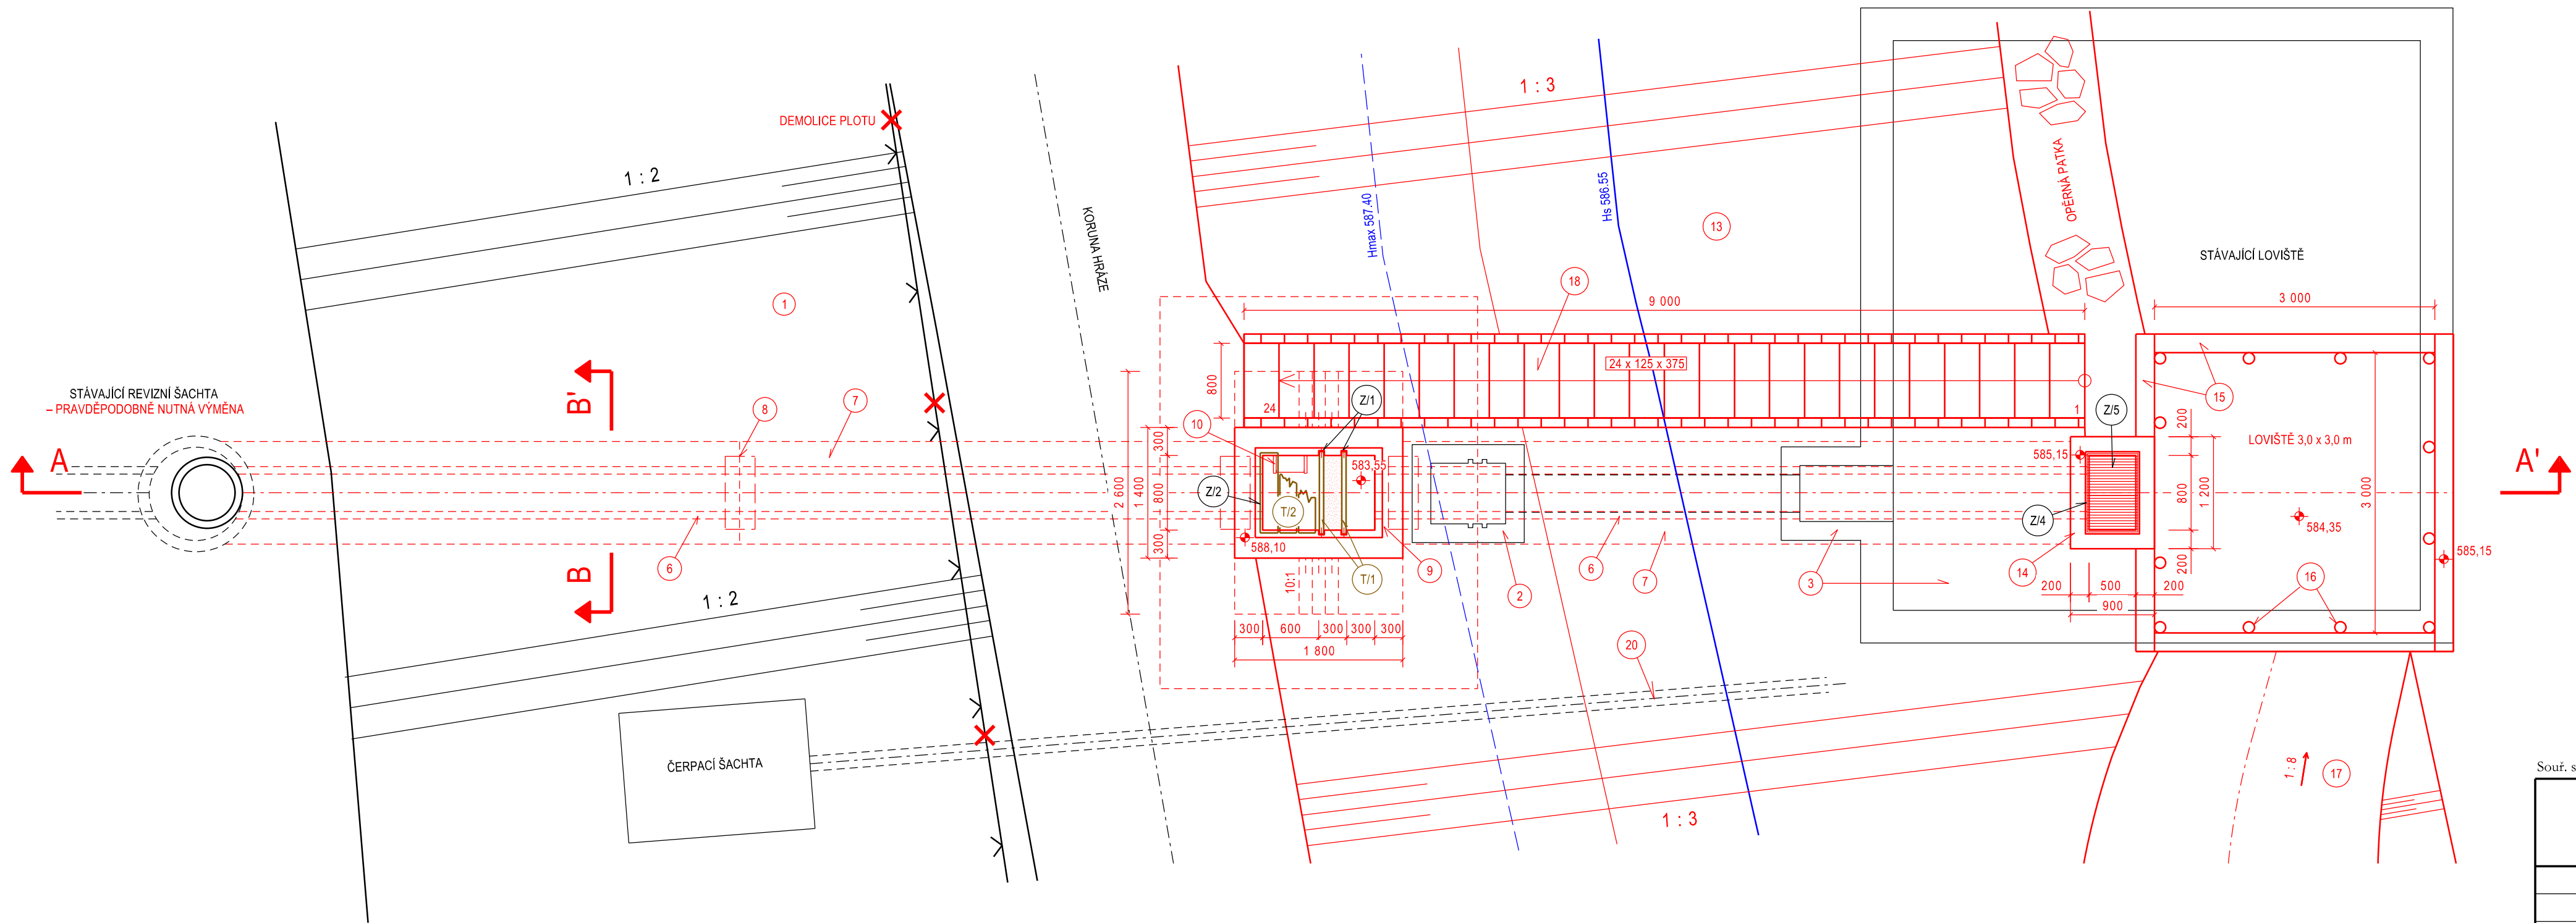 DEMOLICE PLOTU
1 : 2
KORUNA HRÁZE
Hmax 587.40
Hs 586.55
1 : 3
OPĚRNÁ PATKA
STÁVAJÍCÍ LOVIŠTĚ
13
18
9 000
3 000
1
STÁVAJÍCÍ REVIZNÍ ŠACHTA
– PRAVDĚPODOBNĚ NUTNÁ VÝMĚNA
A
B'
8
7
800
24 x 125 x 375
24
1
Z/1
10
15
Z/5
200
LOVIŠTĚ 3,0 x 3,0 m
A'
2 600
1 400
300
800
300
583,55
585,15
Z/2
T/2
588,10
800
1 200
3 000
Z/4
584,35
585,15
B
6
10:1
T/1
9
2
6
7
3
14
200
16
200
500
200
900
1 : 2
300
600
300
300
300
1 800
20
ČERPACÍ ŠACHTA
1 : 3
1:8
17
Souř. s